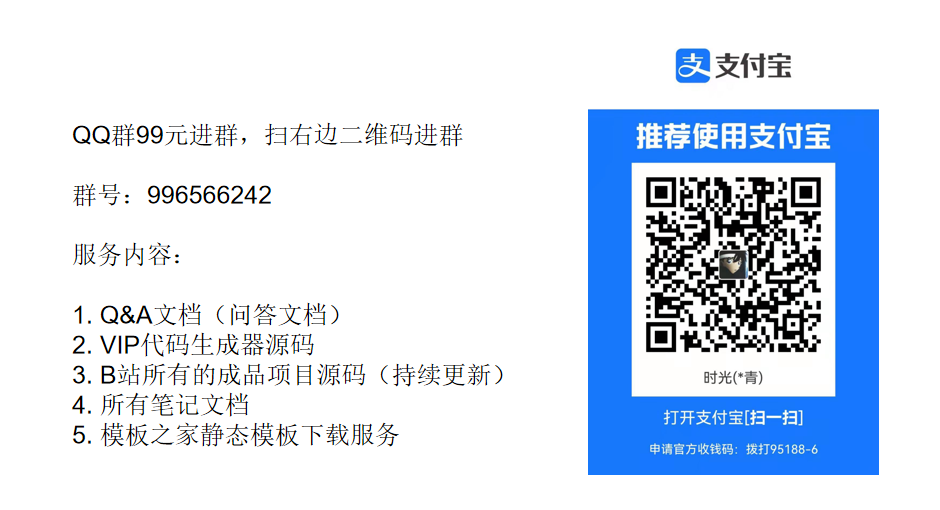 QQ群99元进群，扫右边二维码进群
群号：996566242
服务内容：
1. Q&A文档（问答文档）
2. VIP代码生成器源码
3. B站所有的成品项目源码（持续更新）
4. 所有笔记文档
5. 模板之家静态模板下载服务
支 支付宝
推荐使用支付宝
时光(*青)
打开支付宝[扫一扫]
申请官方收钱码：拨打95188-6